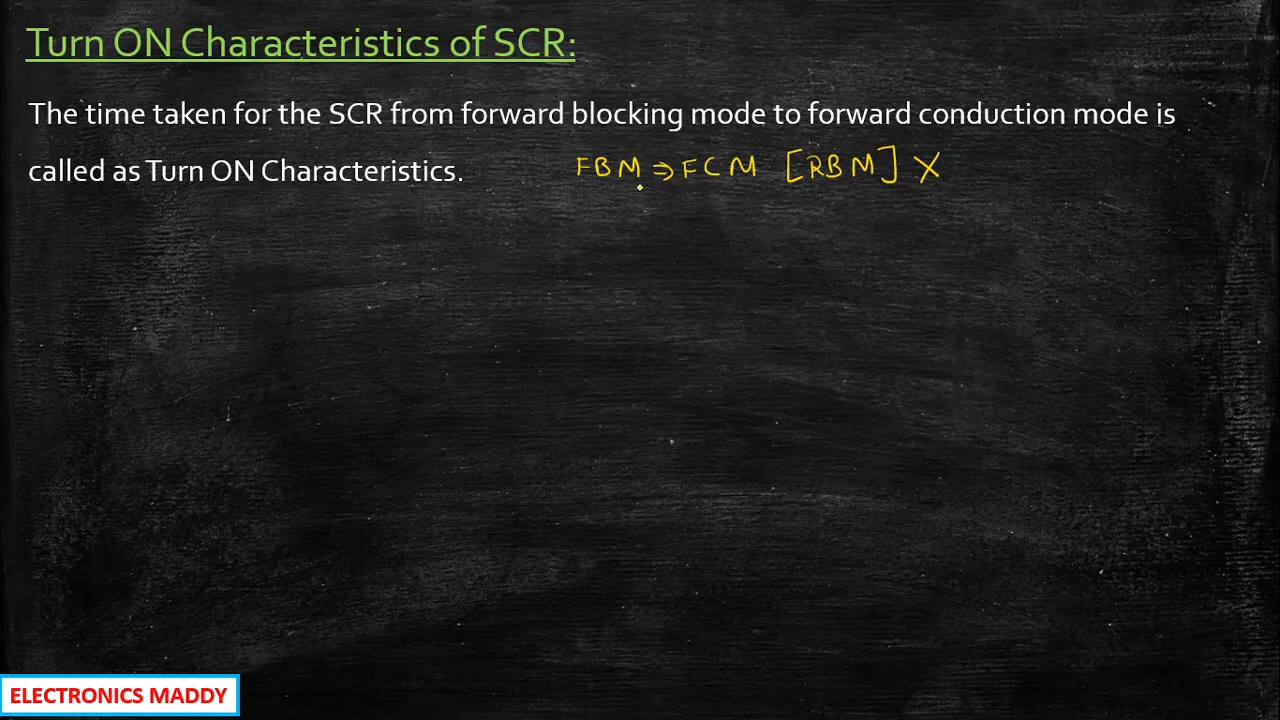 Turn ON Characteristics of SCR:
The time taken for the SCR from forward blocking mode to forward conduction mode is
called as Turn ON Characteristics. FBM ⇒ FCM [RBM] X
ELECTRONICS MADDY